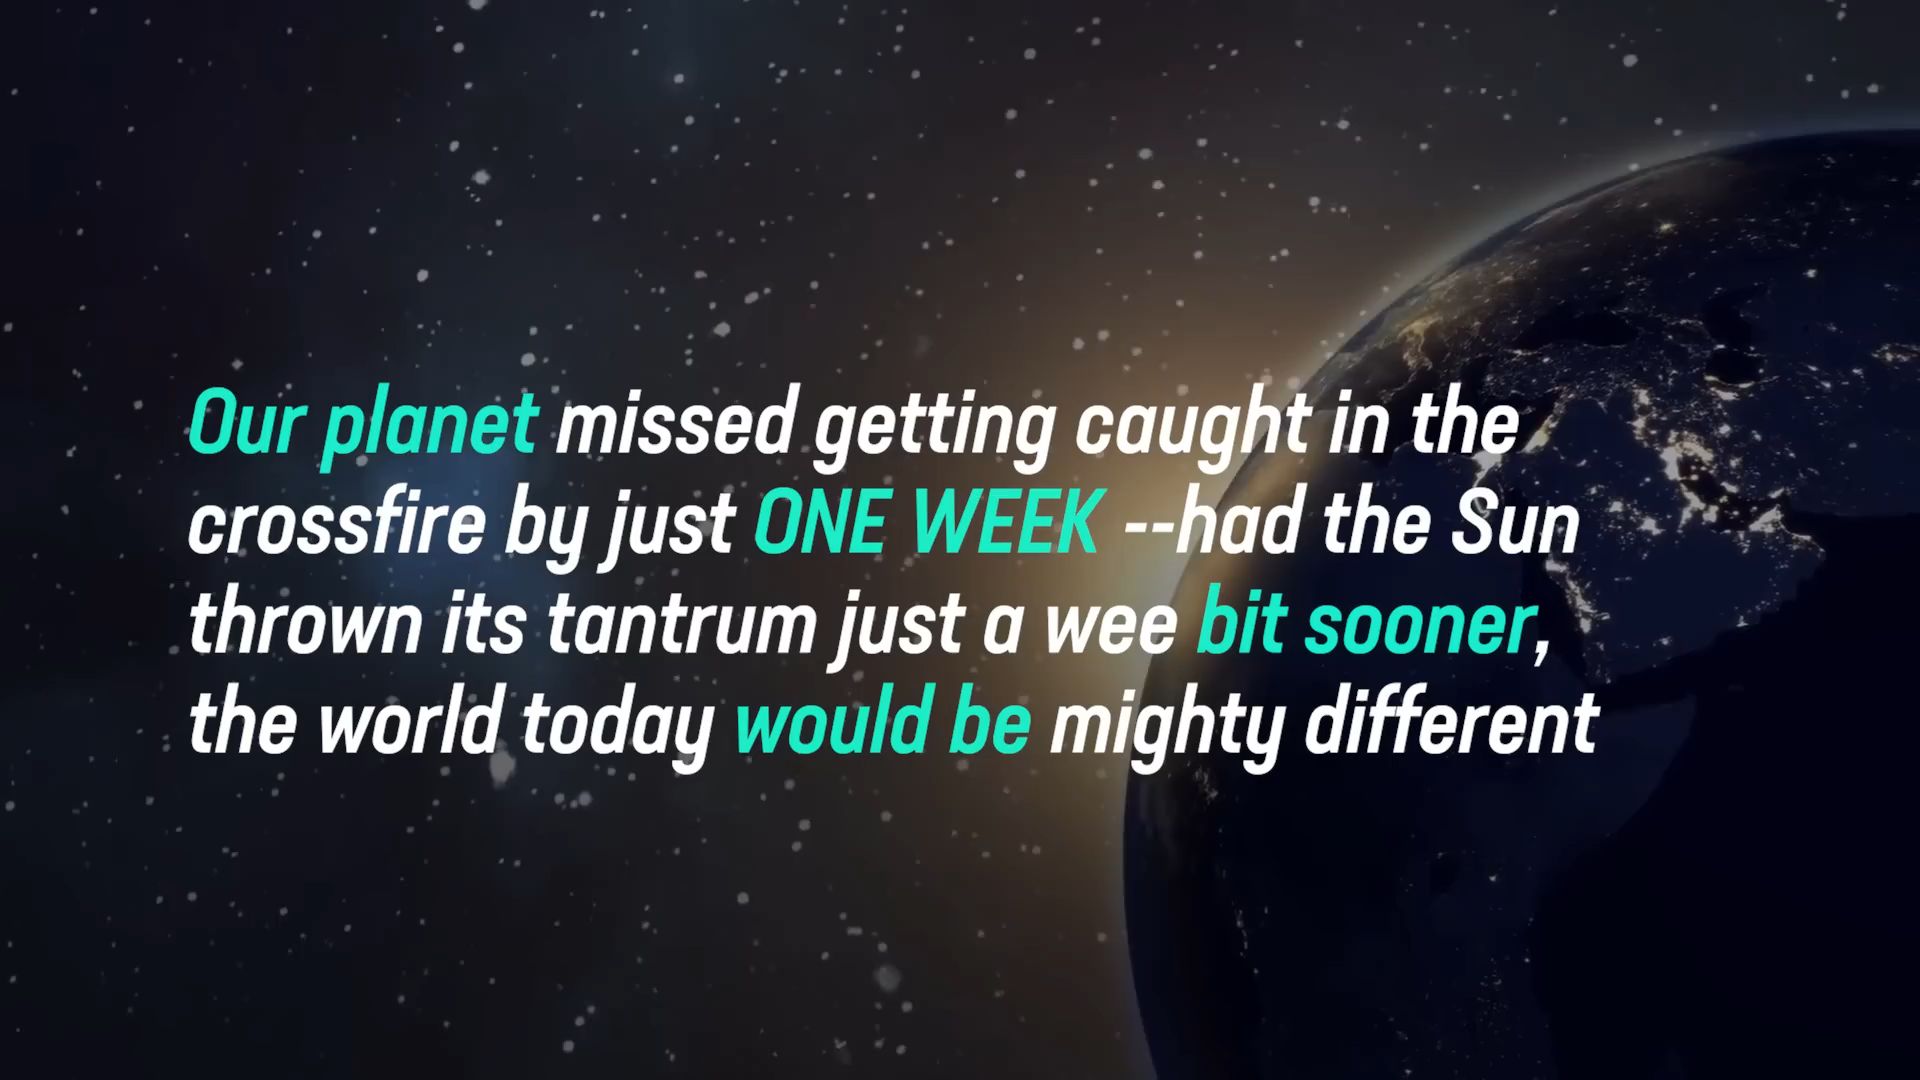 Our planet missed getting caught in the
crossfire by just ONE WEEK --had the Sun
thrown its tantrum just a wee bit sooner,
the world today would be mighty different